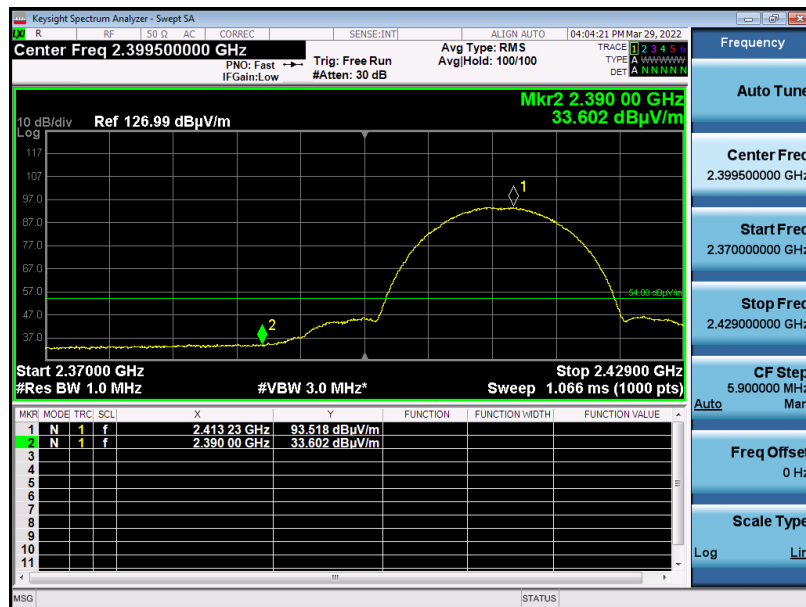 Keysight Spectrum Analyzer - Swept SA
LXI R RF 50 Ω AC CORREC SENSE:INT ALIGN AUTO 04:04:21 PM Mar 29, 2022
Center Freq 2.399500000 GHz
PNO: Fast
IFGain:Low
Trig: Free Run
#Atten: 30 dB
Avg Type: RMS
Avg|Hold: 100/100
TRACE 1 2 3 4 5 6
TYPE A WWWWW
DET A N N N N N
Mkr2 2.390 00 GHz
33.602 dBµV/m
10 dB/div Ref 126.99 dBµV/m
Log
117
107
97.0
87.0
77.0
67.0
57.0
47.0
37.0
1
54.00 dBµV/m
2
Start 2.37000 GHz Stop 2.42900 GHz
#Res BW 1.0 MHz #VBW 3.0 MHz* Sweep 1.066 ms (1000 pts)
MKR MODE TRC SCL X Y FUNCTION FUNCTION WIDTH FUNCTION VALUE
1 N 1 f 2.413 23 GHz 93.518 dBµV/m
2 N 1 f 2.390 00 GHz 33.602 dBµV/m
3
4
5
6
7
8
9
10
11
MSG STATUS
Frequency
Auto Tune
Center Freq
2.399500000 GHz
Start Freq
2.370000000 GHz
Stop Freq
2.429000000 GHz
CF Step
5.900000 MHz
Auto Man
Freq Offset
0 Hz
Scale Type
Log Lin